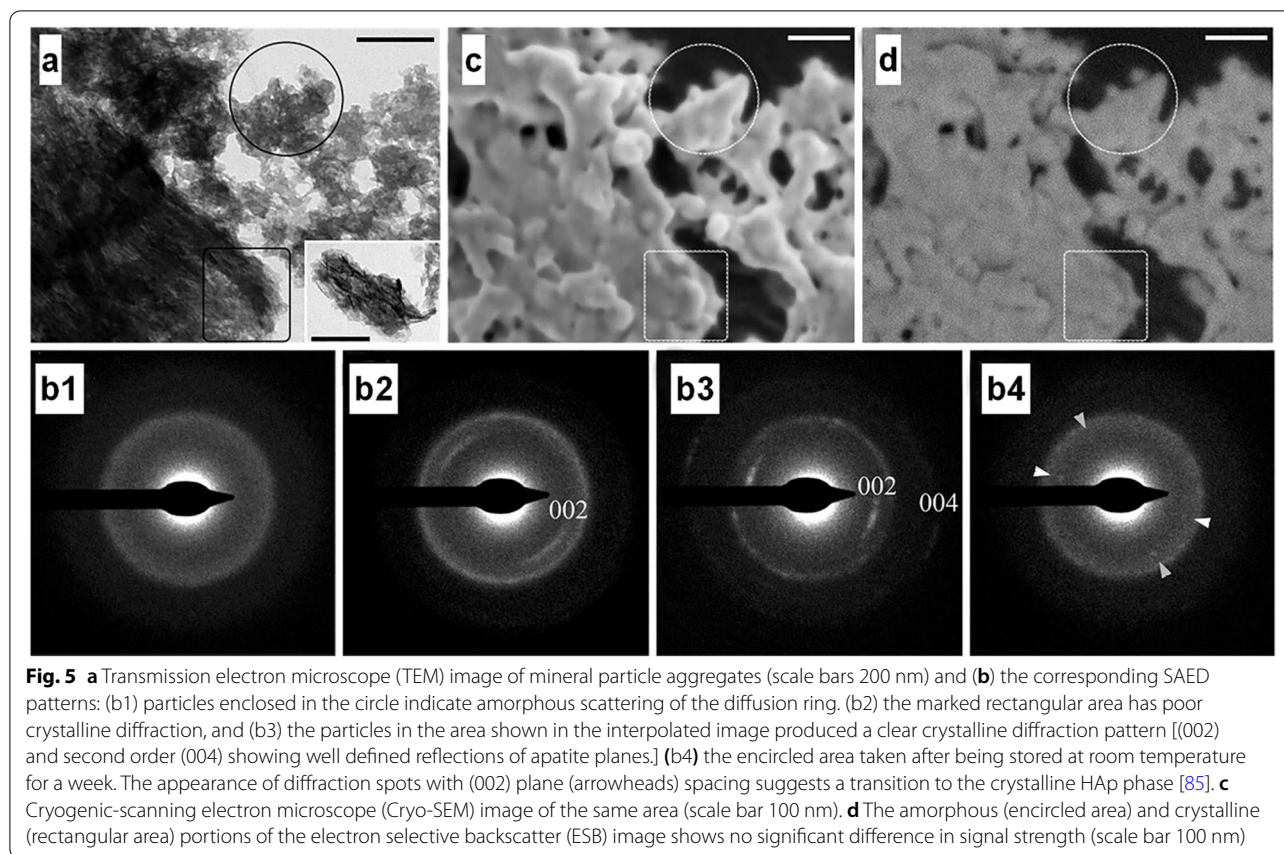 a
c
d
b1
b2
002
b3
002
004
b4
Fig. 5 a Transmission electron microscope (TEM) image of mineral particle aggregates (scale bars 200 nm) and (b) the corresponding SAED
patterns: (b1) particles enclosed in the circle indicate amorphous scattering of the diffusion ring. (b2) the marked rectangular area has poor
crystalline diffraction, and (b3) the particles in the area shown in the interpolated image produced a clear crystalline diffraction pattern [(002)
and second order (004) showing well defined reflections of apatite planes.] (b4) the encircled area taken after being stored at room temperature
for a week. The appearance of diffraction spots with (002) plane (arrowheads) spacing suggests a transition to the crystalline HAp phase [85]. c
Cryogenic-scanning electron microscope (Cryo-SEM) image of the same area (scale bar 100 nm). d The amorphous (encircled area) and crystalline
(rectangular area) portions of the electron selective backscatter (ESB) image shows no significant difference in signal strength (scale bar 100 nm)